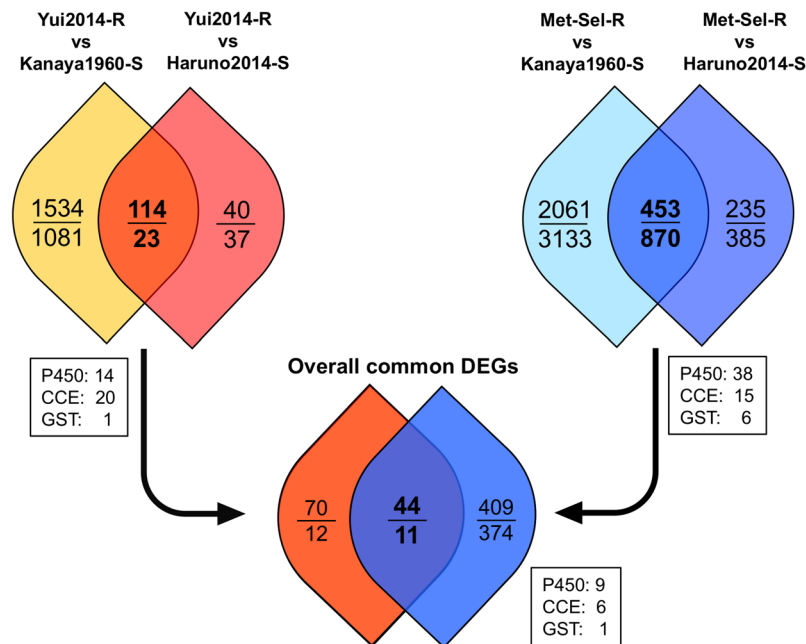 Yui2014-R
vs
Kanaya1960-S
Yui2014-R
vs
Haruno2014-S
Met-Sel-R
vs
Kanaya1960-S
Met-Sel-R
vs
Haruno2014-S
1534
1081
114
23
40
37
2061
3133
453
870
235
385
P450: 14
CCE: 20
GST: 1
P450: 38
CCE: 15
GST: 6
Overall common DEGs
70
12
44
11
409
374
P450: 9
CCE: 6
GST: 1